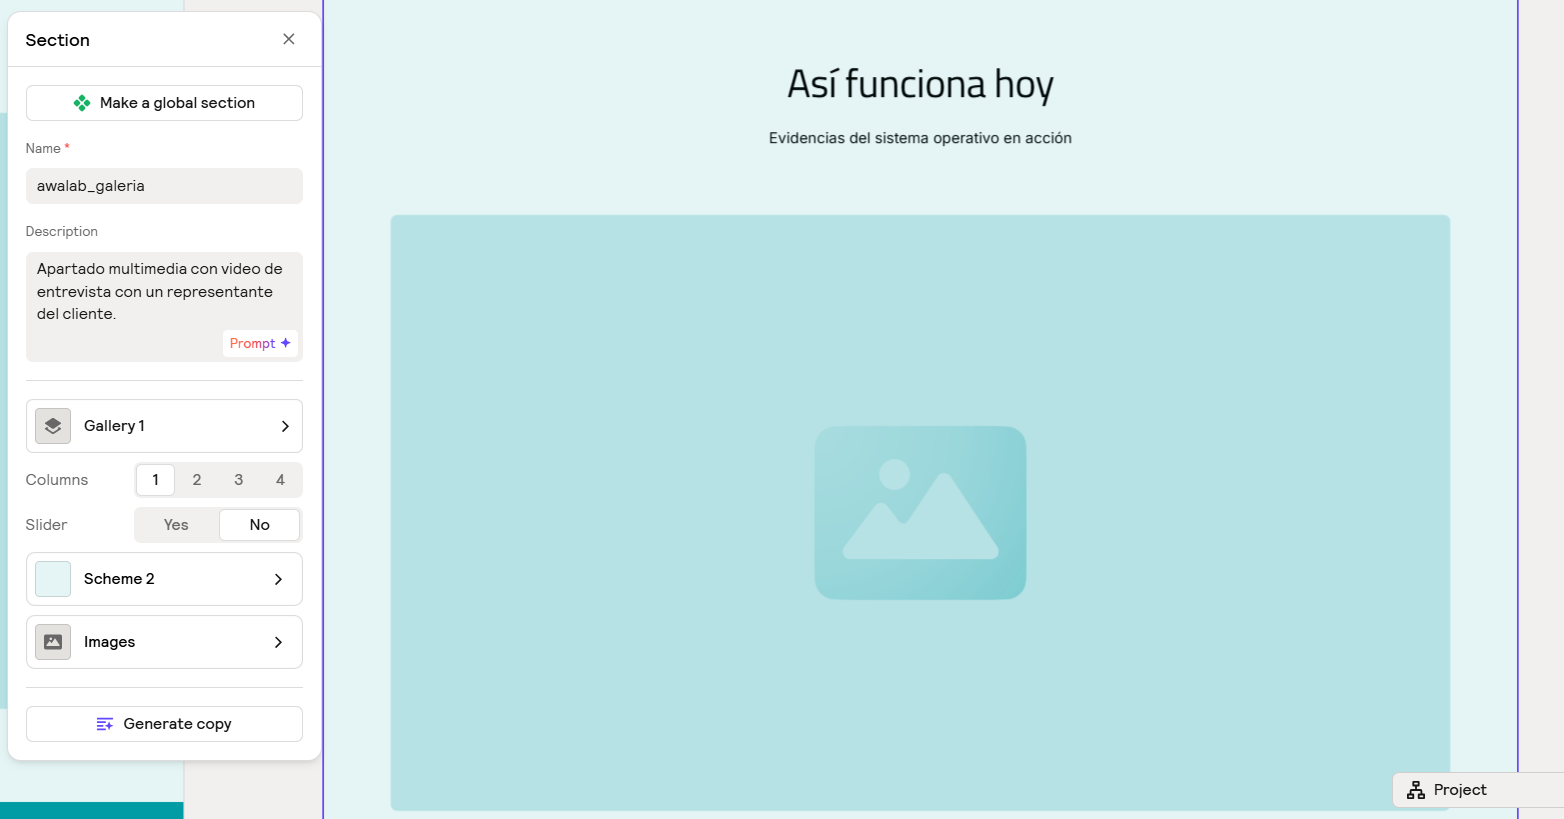 Section
Make a global section
Name *
awalab_galeria
Description
Apartado multimedia con video de
entrevista con un representante
del cliente.
Prompt
Gallery 1
Columns 1 2 3 4
Slider Yes No
Scheme 2
Images
Generate copy
Así funciona hoy
Evidencias del sistema operativo en acción
Project